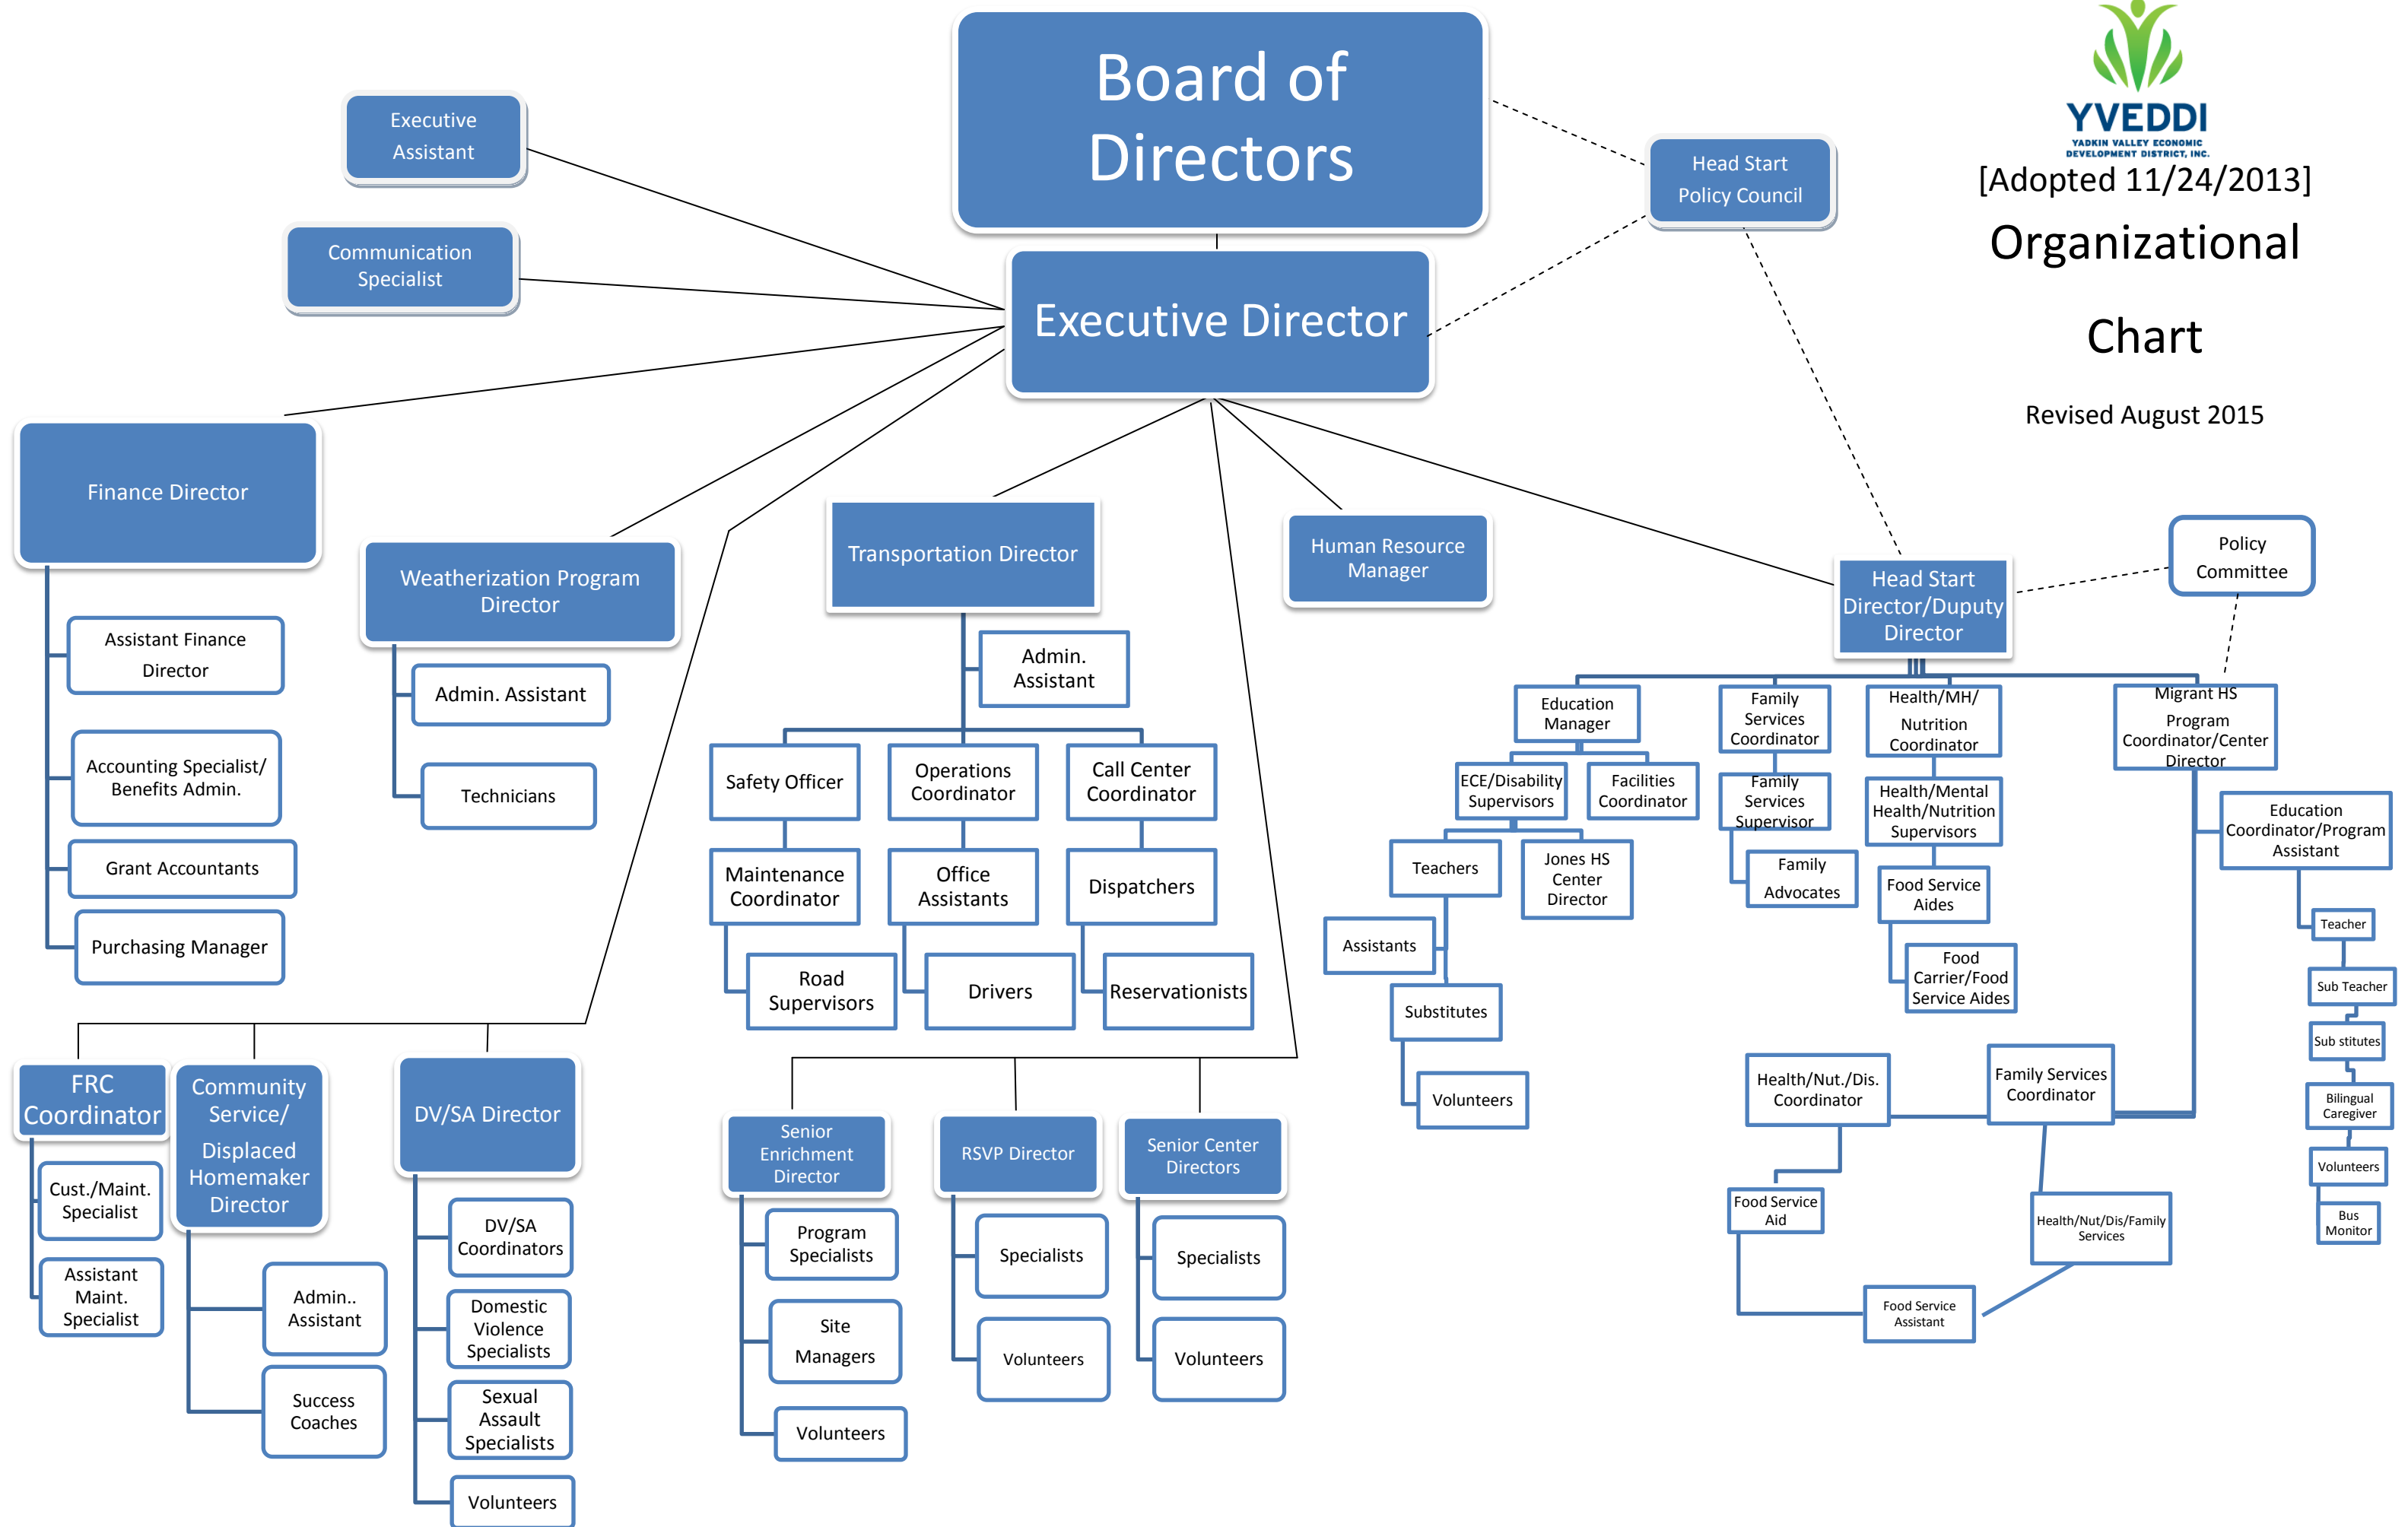 Board of
Directors
YVEDDI
YADKIN VALLEY ECONOMIC
DEVELOPMENT DISTRICT, INC.
[Adopted 11/24/2013]
Organizational
Chart
Revised August 2015
Executive
Assistant
Communication
Specialist
Head Start
Policy Council
Executive Director
Finance Director
Assistant Finance
Director
Accounting Specialist/
Benefits Admin.
Grant Accountants
Purchasing Manager
Weatherization Program
Director
Admin. Assistant
Technicians
Transportation Director
Admin.
Assistant
Safety Officer
Maintenance
Coordinator
Road
Supervisors
Operations
Coordinator
Office
Assistants
Drivers
Call Center
Coordinator
Dispatchers
Reservationists
Human Resource
Manager
Head Start
Director/Duputy
Director
Policy
Committee
Education
Manager
ECE/Disability
Supervisors
Facilities
Coordinator
Teachers
Jones HS
Center
Director
Assistants
Substitutes
Volunteers
Family
Services
Coordinator
Family
Services
Supervisor
Family
Advocates
Health/MH/
Nutrition
Coordinator
Health/Mental
Health/Nutrition
Supervisors
Food Service
Aides
Food
Carrier/Food
Service Aides
Migrant HS
Program
Coordinator/Center
Director
Education
Coordinator/Program
Assistant
Teacher
Sub Teacher
Sub stitutes
Bilingual
Caregiver
Volunteers
Bus
Monitor
Health/Nut./Dis.
Coordinator
Family Services
Coordinator
Food Service
Aid
Health/Nut/Dis/Family
Services
Food Service
Assistant
FRC
Coordinator
Cust./Maint.
Specialist
Assistant
Maint.
Specialist
Community
Service/
Displaced
Homemaker
Director
Admin..
Assistant
Success
Coaches
DV/SA Director
DV/SA
Coordinators
Domestic
Violence
Specialists
Sexual
Assault
Specialists
Volunteers
Senior
Enrichment
Director
Program
Specialists
Site
Managers
Volunteers
RSVP Director
Specialists
Volunteers
Senior Center
Directors
Specialists
Volunteers